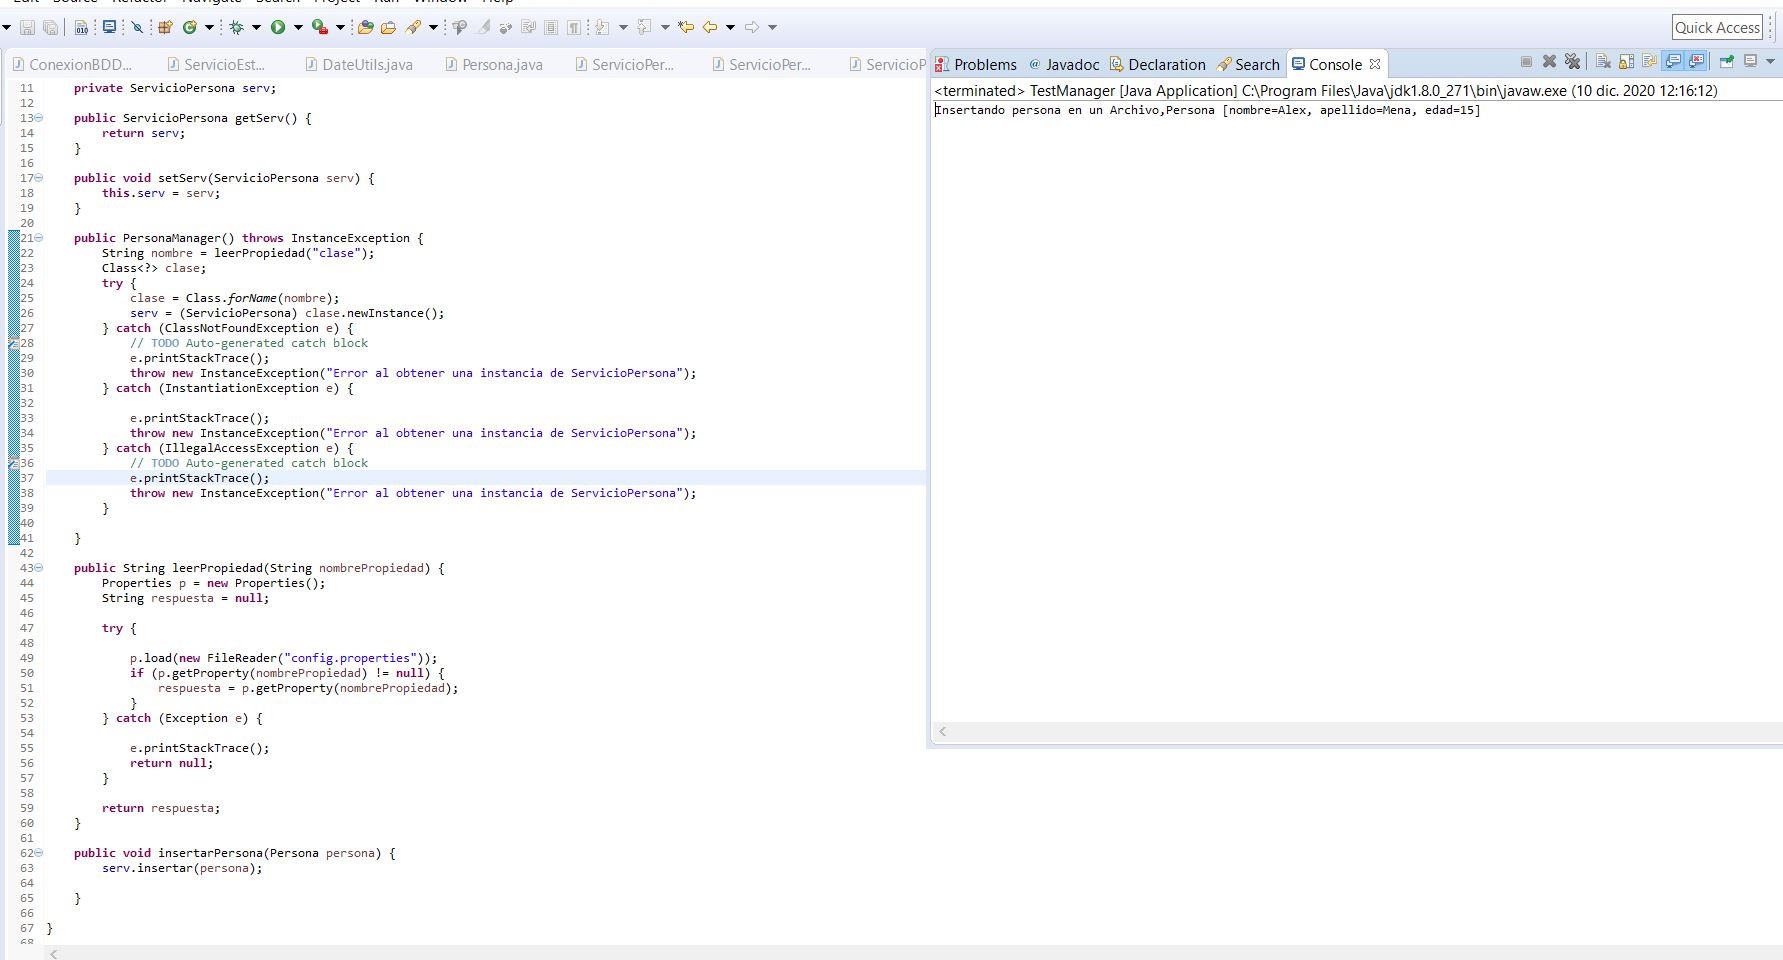 Edit Source Refactor Navigate Search Project Run Window Help
Quick Access
ConexionBDD... ServicioEst... DateUtils.java Persona.java ServicioPer... ServicioPer... ServicioP
Problems @ Javadoc Declaration Search Console
<terminated> TestManager [Java Application] C:\Program Files\Java\jdk1.8.0_271\bin\javaw.exe (10 dic. 2020 12:16:12)
Insertando persona en un Archivo,Persona [nombre=Alex, apellido=Mena, edad=15]
11 private ServicioPersona serv;
12
13 public ServicioPersona getServ() {
14 return serv;
15 }
16
17 public void setServ(ServicioPersona serv) {
18 this.serv = serv;
19 }
20
21 public PersonaManager() throws InstanceException {
22 String nombre = leerPropiedad("clase");
23 Class<?> clase;
24 try {
25 clase = Class.forName(nombre);
26 serv = (ServicioPersona) clase.newInstance();
27 } catch (ClassNotFoundException e) {
28 // TODO Auto-generated catch block
29 e.printStackTrace();
30 throw new InstanceException("Error al obtener una instancia de ServicioPersona");
31 } catch (InstantiationException e) {
32
33 e.printStackTrace();
34 throw new InstanceException("Error al obtener una instancia de ServicioPersona");
35 } catch (IllegalAccessException e) {
36 // TODO Auto-generated catch block
37 e.printStackTrace();
38 throw new InstanceException("Error al obtener una instancia de ServicioPersona");
39 }
40
41 }
42
43 public String leerPropiedad(String nombrePropiedad) {
44 Properties p = new Properties();
45 String respuesta = null;
46
47 try {
48
49 p.load(new FileReader("config.properties"));
50 if (p.getProperty(nombrePropiedad) != null) {
51 respuesta = p.getProperty(nombrePropiedad);
52 }
53 } catch (Exception e) {
54
55 e.printStackTrace();
56 return null;
57 }
58
59 return respuesta;
60 }
61
62 public void insertarPersona(Persona persona) {
63 serv.insertar(persona);
64
65 }
66
67 }
68